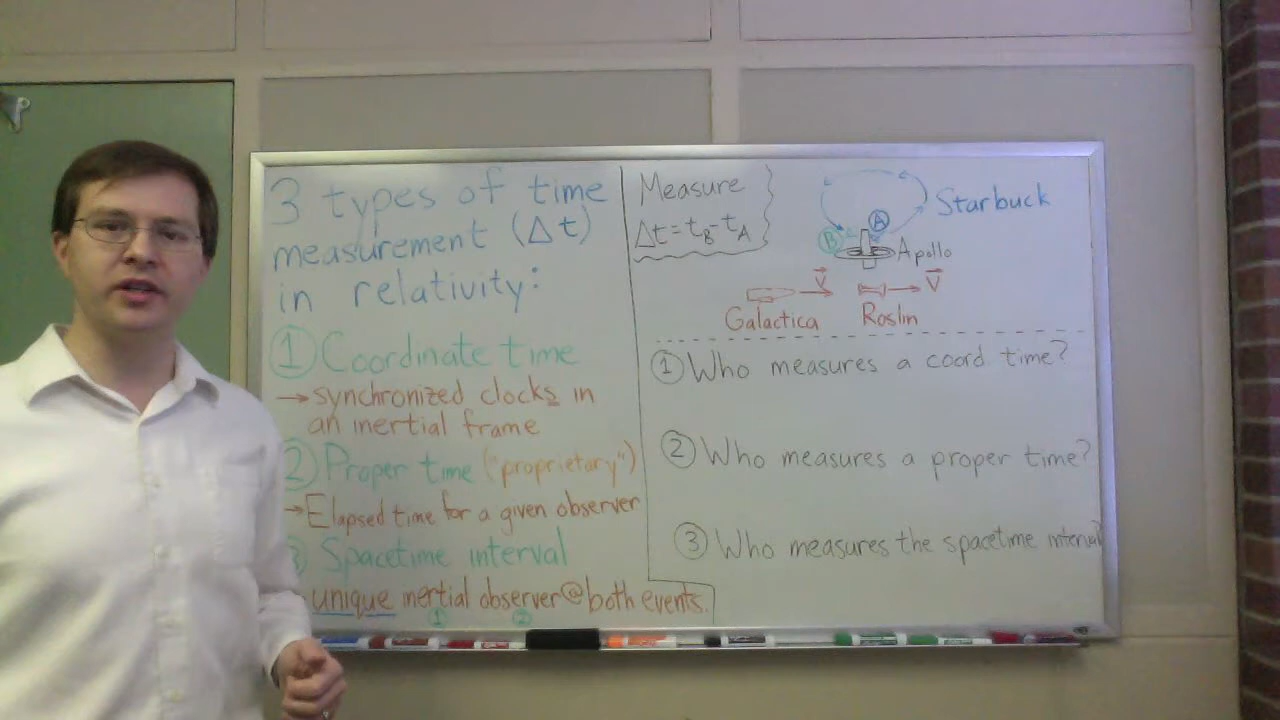 3 types of time
measurement (Δt)
in relativity:
① Coordinate time
→ synchronized clocks in
an inertial frame
② Proper time ("proprietary")
→ Elapsed time for a given observer
③ Spacetime interval
unique inertial observer @ both events.
① ②
Measure
Δt = t_B - t_A
Starbuck
Ⓐ
Ⓑ
Apollo
V⃗ V⃗
Galactica Roslin
① Who measures a coord time?
② Who measures a proper time?
③ Who measures the spacetime interval?